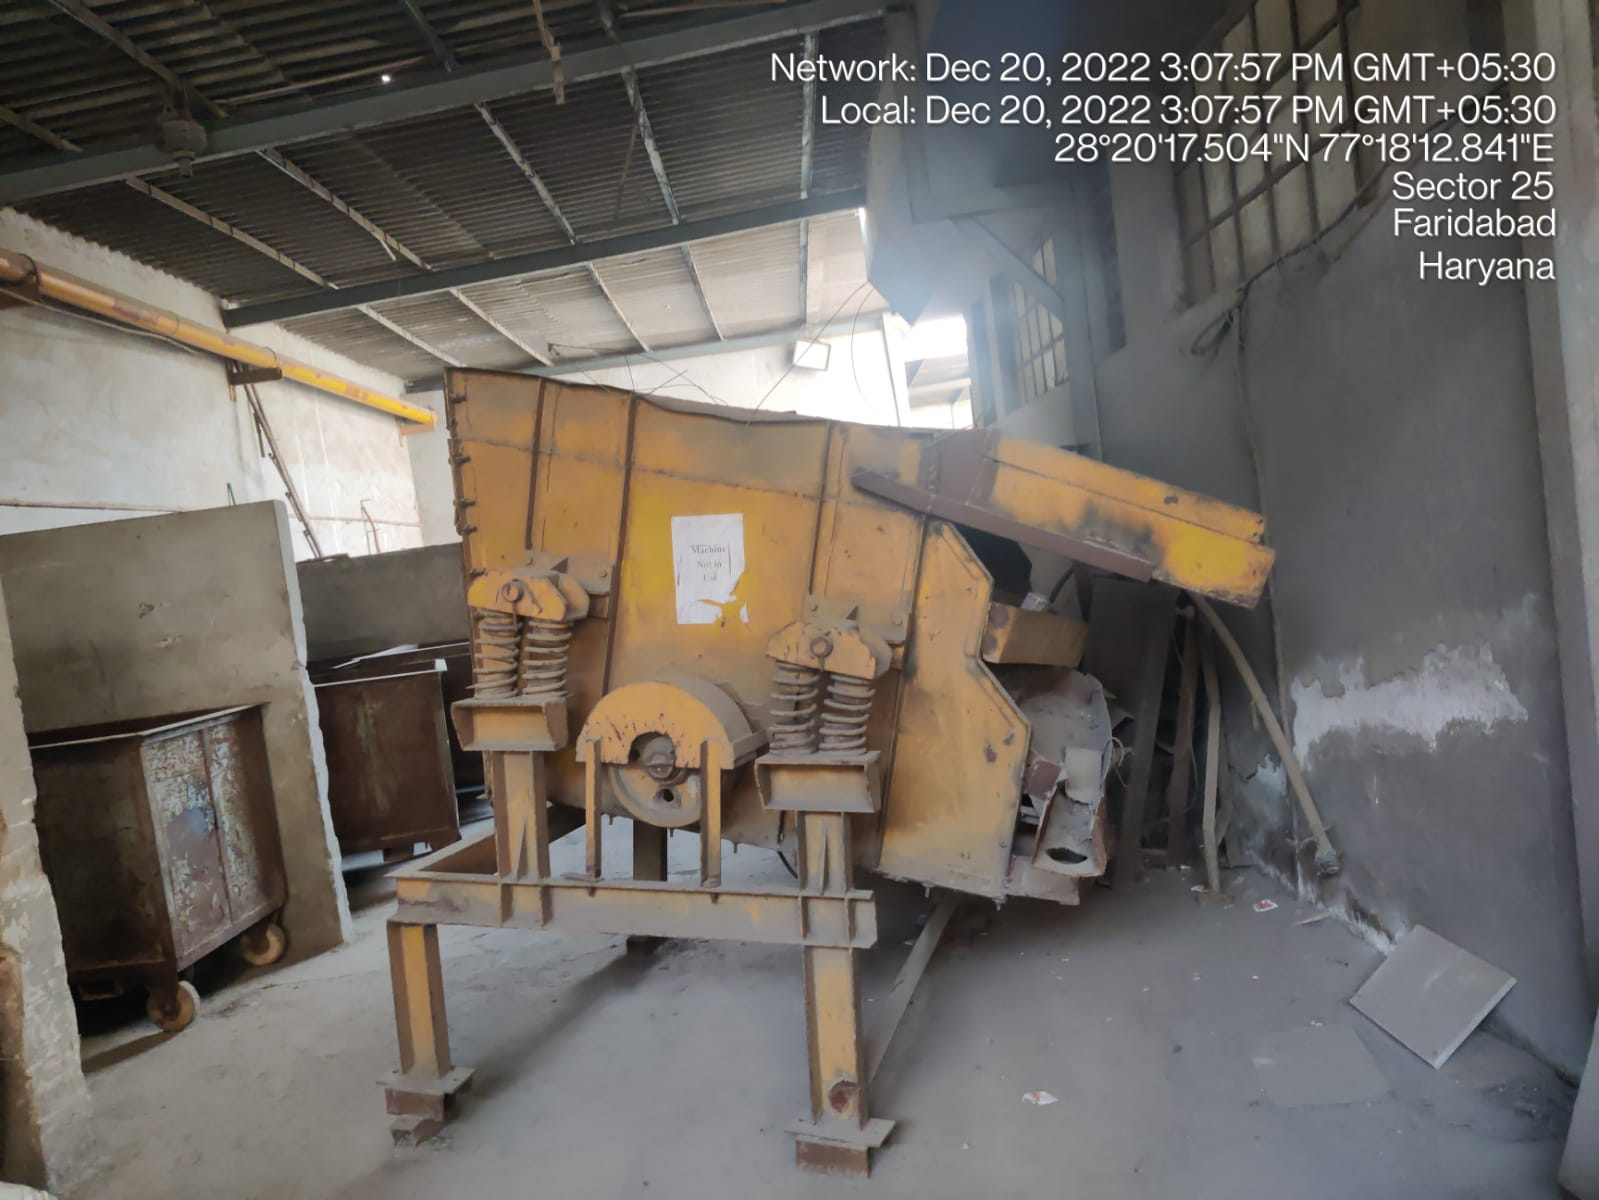 Network: Dec 20, 2022 3:07:57 PM GMT+05:30
Local: Dec 20, 2022 3:07:57 PM GMT+05:30
28°20'17.504"N 77°18'12.841"E
Sector 25
Faridabad
Haryana
Machine
Not in
Use